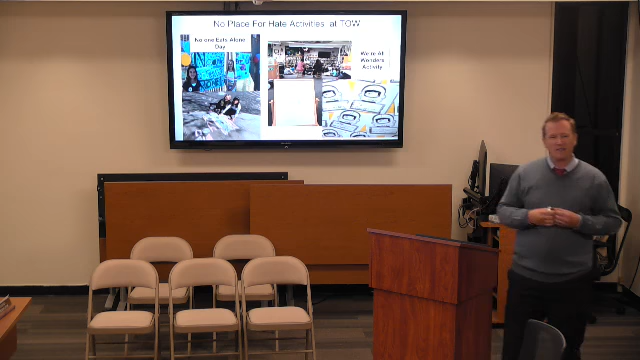 No Place For Hate Activities at TOW
No one Eats Alone
Day
We're All
Wonders
Activity